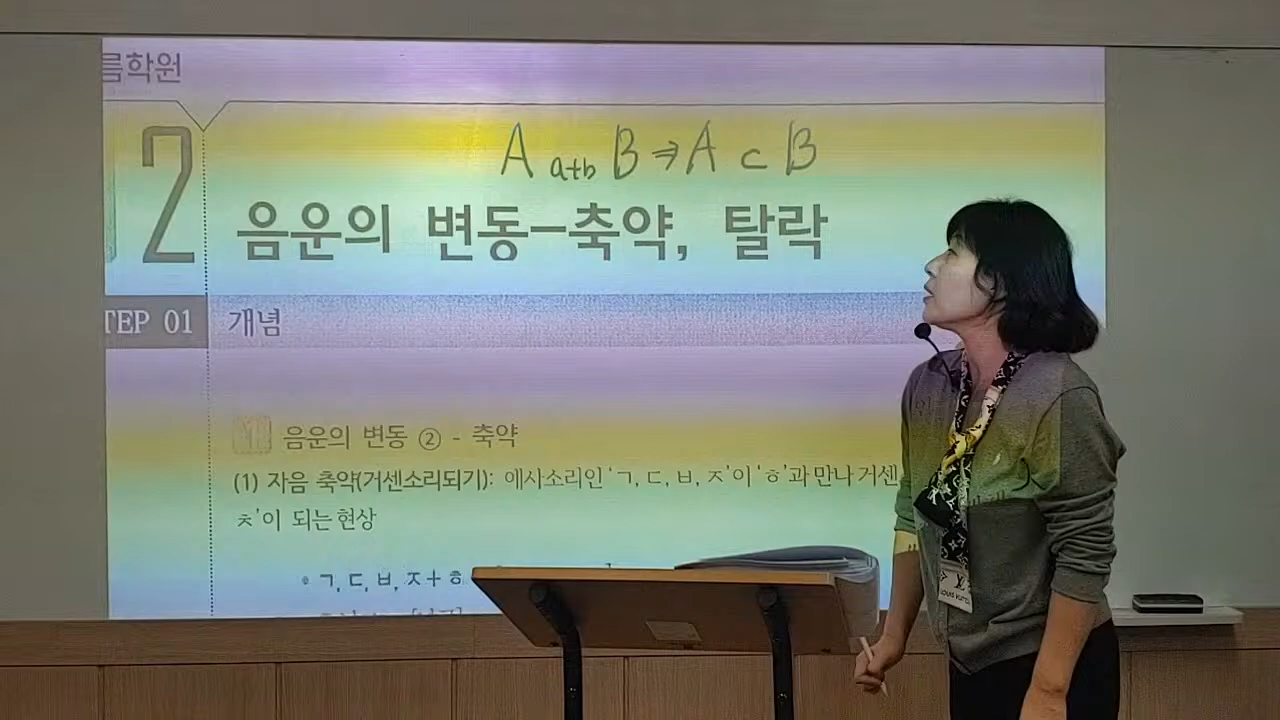 름학원
A a+b B ⇒ A c B
2
음운의 변동-축약, 탈락
TEP 01 개념
1 음운의 변동 ② - 축약
(1) 자음 축약(거센소리되기): 예사소리인 'ㄱ, ㄷ, ㅂ, ㅈ'이 'ㅎ'과 만나 거센
ㅊ'이 되는 현상
ㄱ, ㄷ, ㅂ, ㅈ + ㅎ